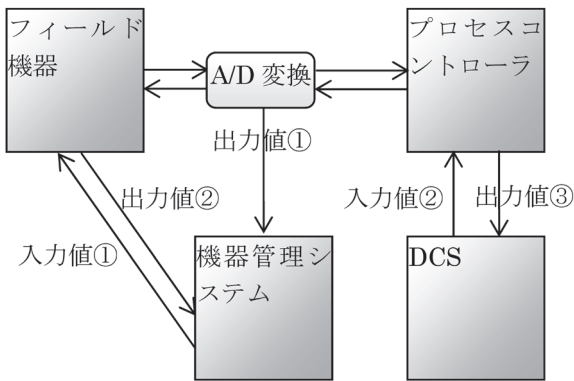 フィールド
機器
A/D 変換
プロセスコ
ントローラ
出力値①
出力値②
入力値②
出力値③
入力値①
機器管理シ
ステム
DCS